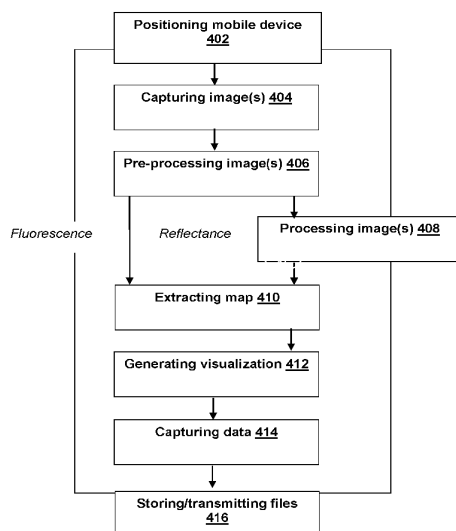 Positioning mobile device
402
Capturing image(s) 404
Pre-processing image(s) 406
Fluorescence
Reflectance
Processing image(s) 408
Extracting map 410
Generating visualization 412
Capturing data 414
Storing/transmitting files
416